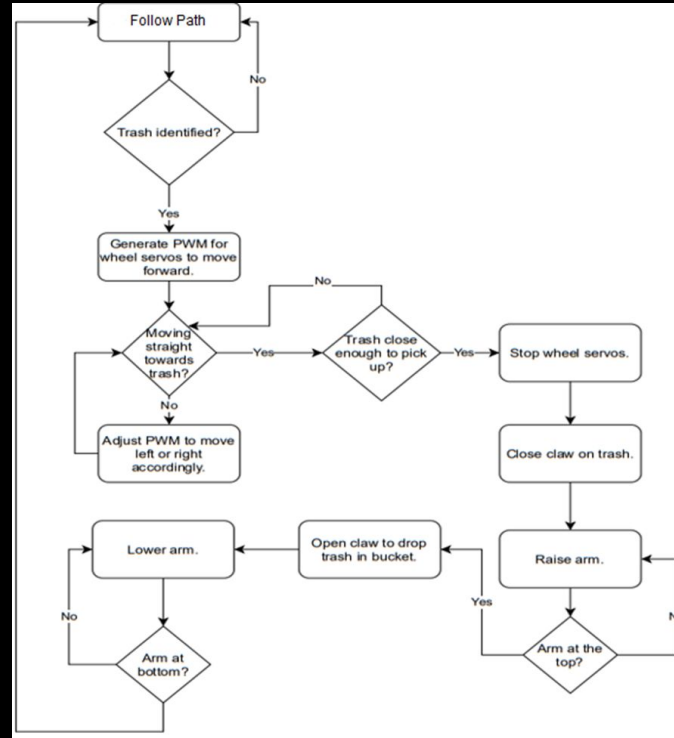 Follow Path
No
Trash identified?
Yes
Generate PWM for
wheel servos to move
forward.
No
Moving
straight
towards
trash?
Yes
Trash close
enough to pick
up?
Yes
Stop wheel servos.
No
Adjust PWM to move
left or right
accordingly.
Close claw on trash.
Lower arm.
Open claw to drop
trash in bucket.
Raise arm.
No
Yes
Arm at
bottom?
Arm at the
top?